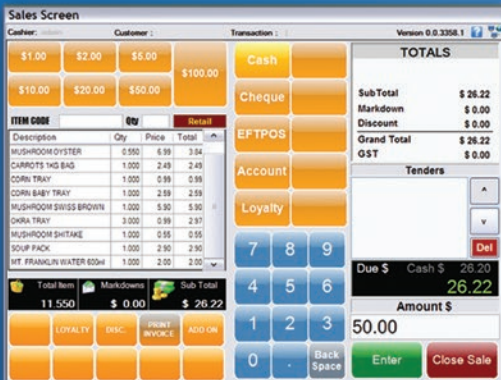 Sales Screen
Cashier: admin Customer : Transaction : Version 0.0.3358.1
$1.00 $2.00 $5.00 $100.00
$10.00 $20.00 $50.00
ITEM CODE Qty Retail
Description Qty Price Total
MUSHROOM OYSTER 0.550 6.99 3.84
CARROTS 1KG BAG 1.000 2.49 2.49
CORN TRAY 1.000 0.99 0.99
CORN BABY TRAY 1.000 2.59 2.59
MUSHROOM SWISS BROWN 1.000 5.90 5.90
OKRA TRAY 3.000 0.99 2.97
MUSHROOM SHITAKE 1.000 0.55 0.55
SOUP PACK 1.000 2.90 2.90
MT. FRANKLIN WATER 600ml 1.000 2.00 2.00
Total Item Markdowns Sub Total
11.550 $ 0.00 $ 26.22
LOYALTY DISC. PRINT INVOICE ADD ON
Cash
Cheque
EFTPOS
Account
Loyalty
7 8 9
4 5 6
1 2 3
0 . Back Space
TOTALS
Sub Total $ 26.22
Markdown $ 0.00
Discount $ 0.00
Grand Total $ 26.22
GST $ 0.00
Tenders
^
v
Del
Due $ Cash $ 26.20
26.22
Amount $
50.00
Enter Close Sale